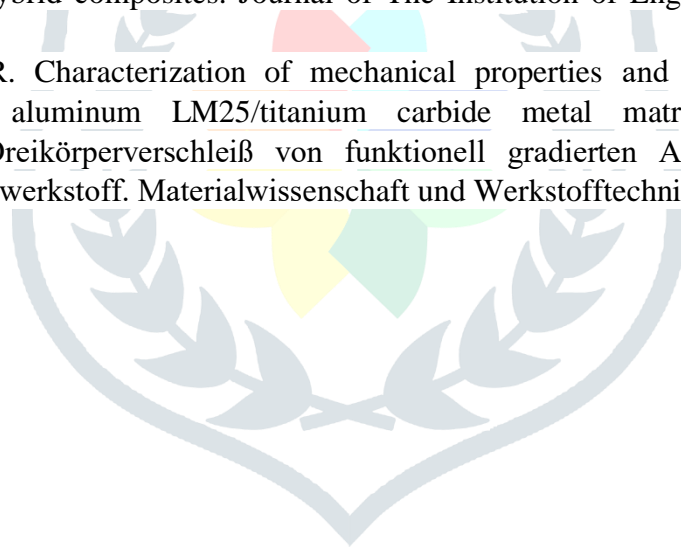 ybrid composites. Journal of The Institution of Eng
R. Characterization of mechanical properties and
aluminum LM25/titanium carbide metal matr
Dreikörperverschleiß von funktionell gradierten A
werkstoff. Materialwissenschaft und Werkstofftechni